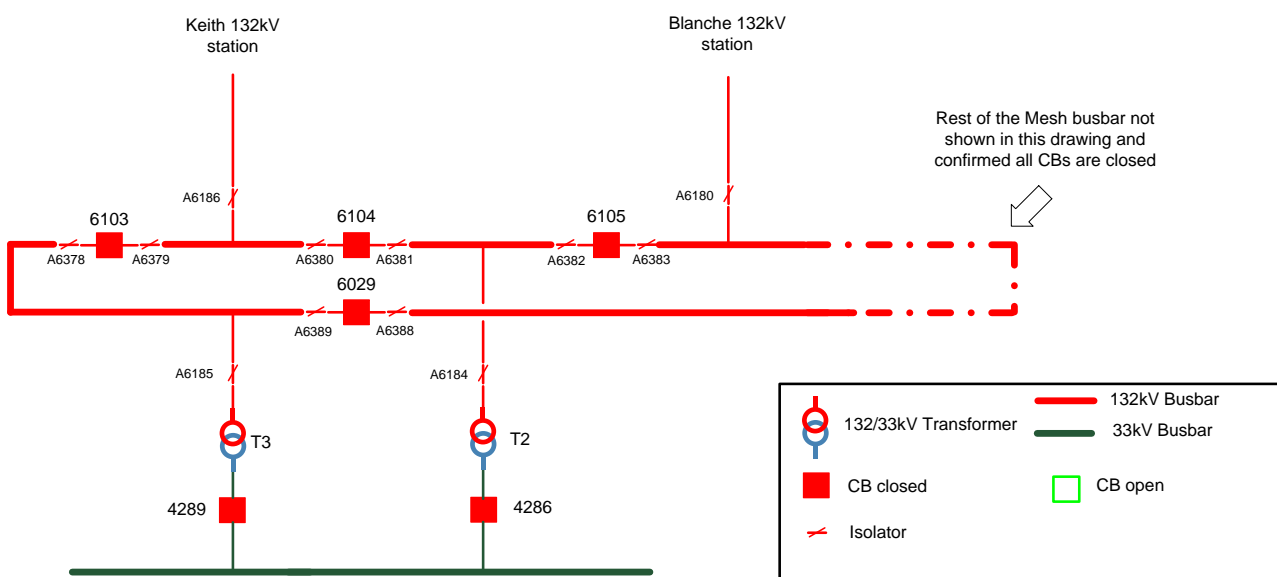 Keith 132kV
station
Blanche 132kV
station
Rest of the Mesh busbar not
shown in this drawing and
confirmed all CBs are closed
A6186
A6180
6103
6104
6105
A6378
A6379
A6380
A6381
A6382
A6383
6029
A6389
A6388
A6185
A6184
T3
T2
4289
4286
132/33kV Transformer
132kV Busbar
33kV Busbar
CB closed
CB open
Isolator